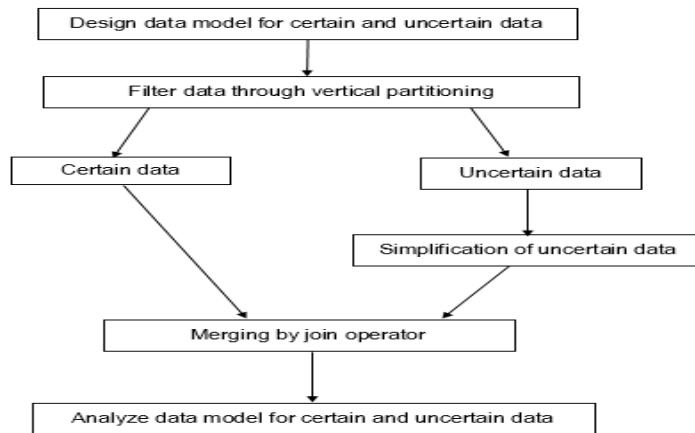 Design data model for certain and uncertain data
Filter data through vertical partitioning
Certain data
Uncertain data
Simplification of uncertain data
Merging by join operator
Analyze data model for certain and uncertain data